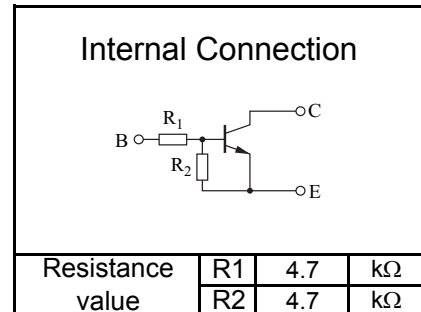 Internal Connection
C
R1
B
R2
E
Resistance value R1 4.7 kΩ
R2 4.7 kΩ